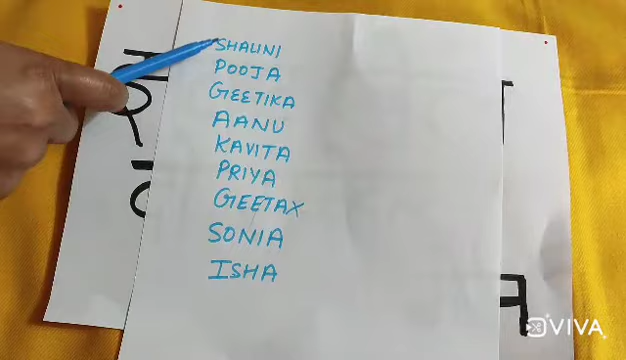 SHALINI
POOJA
GEETIKA
AANU
KAVITA
PRIYA
GEETAX
SONIA
ISHA
VIVA